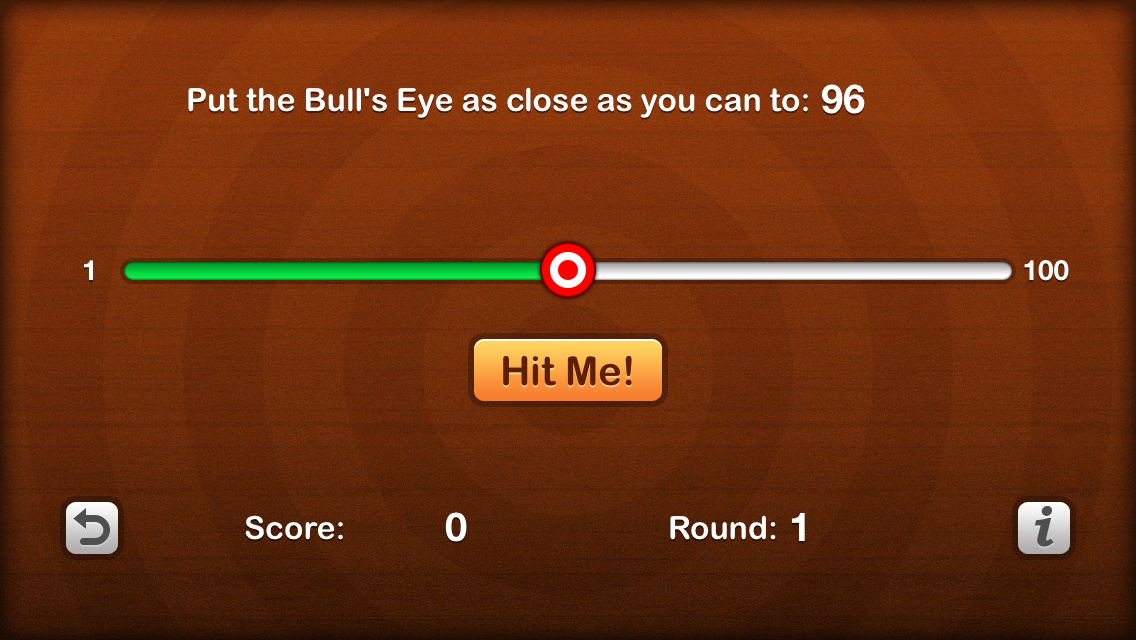 Put the Bull's Eye as close as you can to: 96
1 100
Hit Me!
Score: 0 Round: 1
i